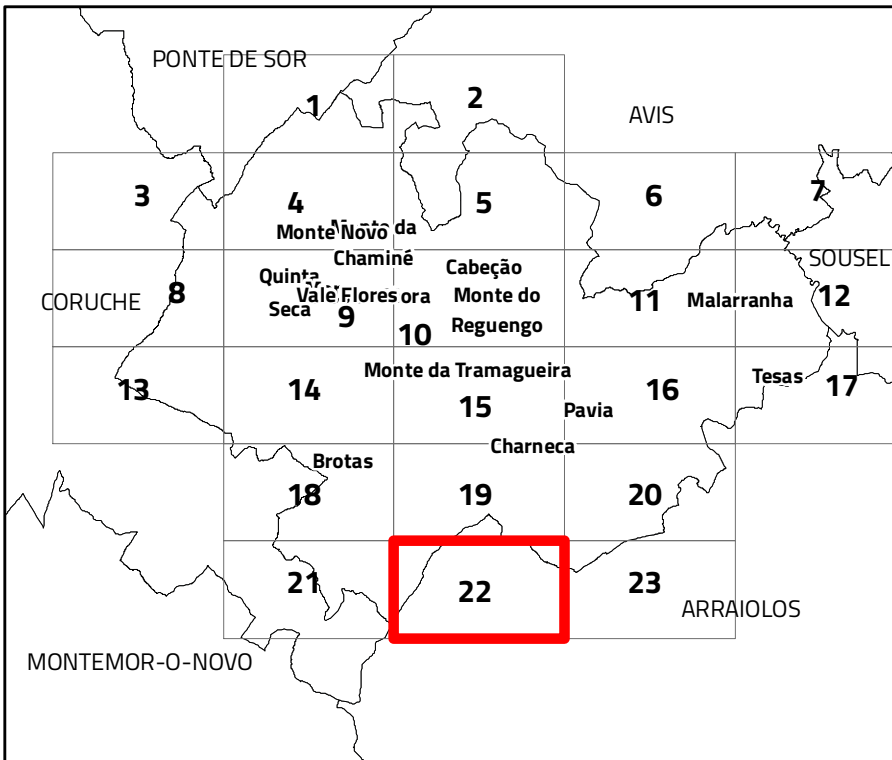 PONTE DE SOR
1
2
AVIS
3
4
5
6
7
Monte Novo
da
Chaminé
Cabeção
SOUSEL
Quinta
Vale Flores
ora
Monte do
CORUCHE
8
Seca
9
Reguengo
10
11
Malarranha
12
Monte da Tramagueira
13
14
15
16
Pavia
Tesas
17
Charneca
Brotas
18
19
20
21
22
23
ARRAIOLOS
MONTEMOR-O-NOVO